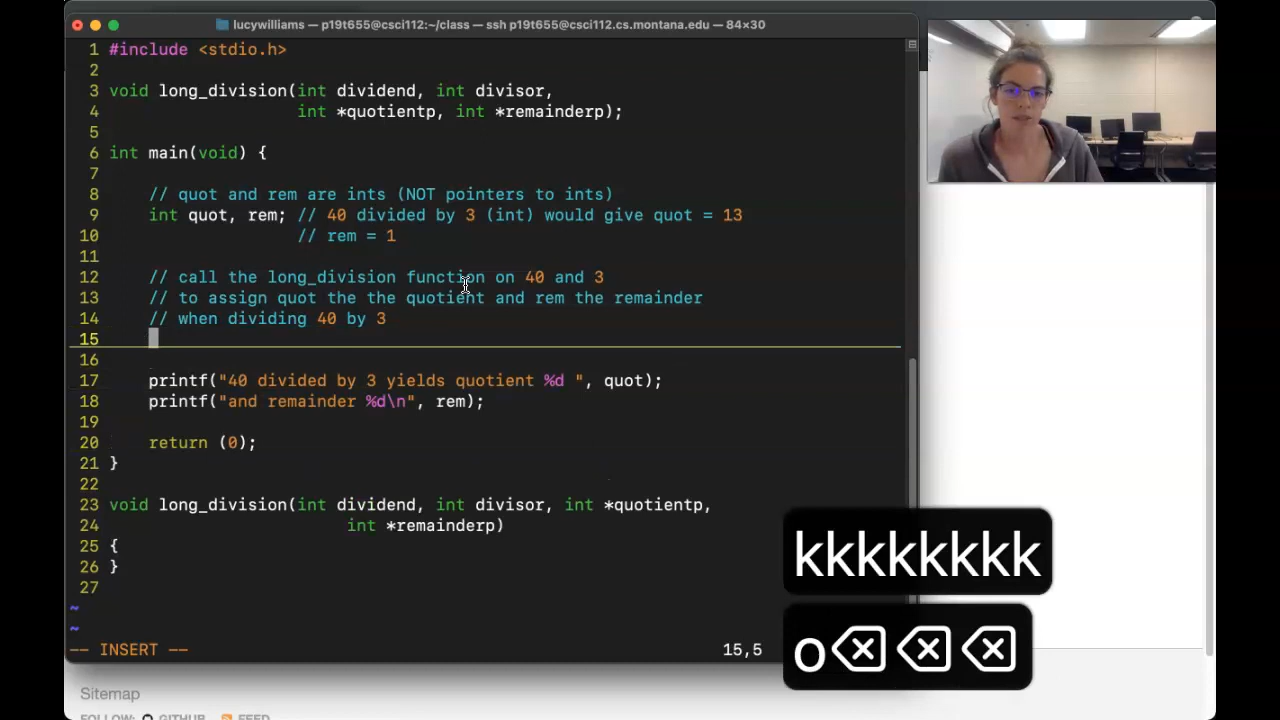 lucywilliams — p19t655@csci112:~/class — ssh p19t655@csci112.cs.montana.edu — 84×30
1 #include <stdio.h>
2
3 void long_division(int dividend, int divisor,
4 int *quotientp, int *remainderp);
5
6 int main(void) {
7
8 // quot and rem are ints (NOT pointers to ints)
9 int quot, rem; // 40 divided by 3 (int) would give quot = 13
10 // rem = 1
11
12 // call the long_division function on 40 and 3
13 // to assign quot the the quotient and rem the remainder
14 // when dividing 40 by 3
15
16
17 printf("40 divided by 3 yields quotient %d ", quot);
18 printf("and remainder %d\n", rem);
19
20 return (0);
21 }
22
23 void long_division(int dividend, int divisor, int *quotientp,
24 int *remainderp)
25 {
26 }
27
~
~
-- INSERT -- 15,5
kkkkkkkk
o⌫⌫⌫
Sitemap
FOLLOW: GITHUB FEED